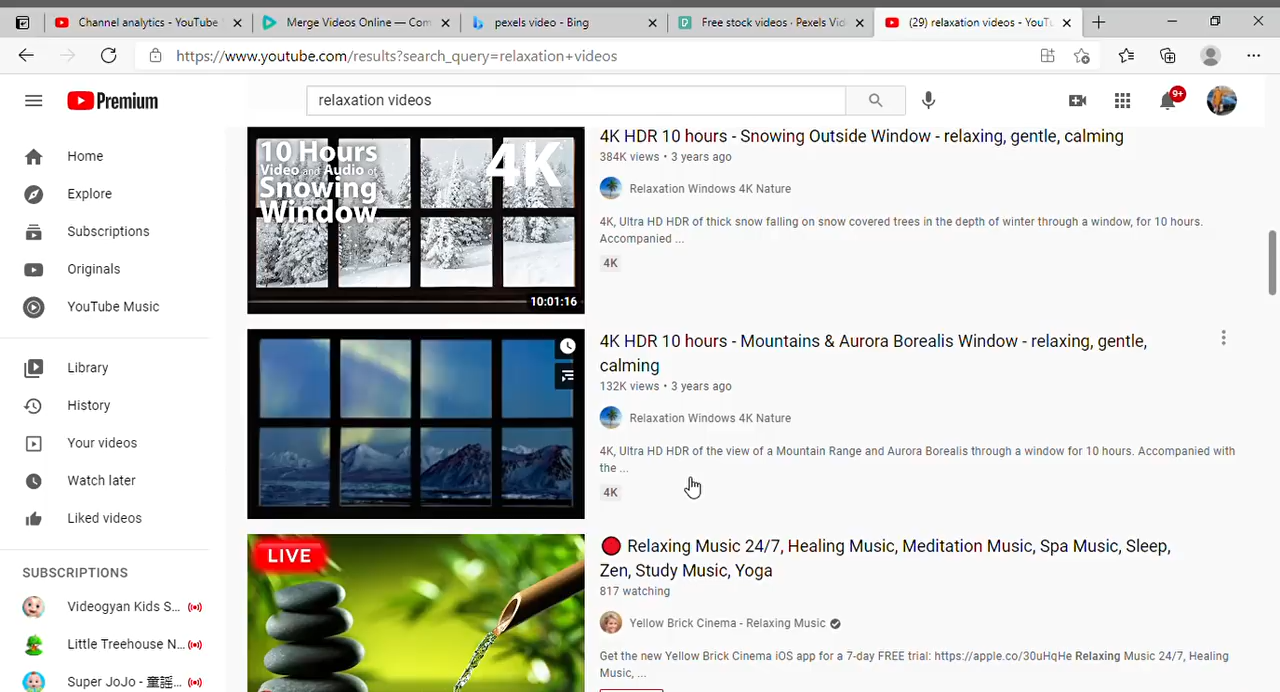 Channel analytics - YouTube
Merge Videos Online — Com
pexels video - Bing
Free stock videos · Pexels Vid
(29) relaxation videos - YouTu
https://www.youtube.com/results?search_query=relaxation+videos
Premium
relaxation videos
9+
Home
Explore
Subscriptions
Originals
YouTube Music
Library
History
Your videos
Watch later
Liked videos
SUBSCRIPTIONS
Videogyan Kids S...
Little Treehouse N...
Super JoJo - 童謡...
10 Hours
Video and Audio of
Snowing
Window
4K
10:01:16
4K HDR 10 hours - Snowing Outside Window - relaxing, gentle, calming
384K views • 3 years ago
Relaxation Windows 4K Nature
4K, Ultra HD HDR of thick snow falling on snow covered trees in the depth of winter through a window, for 10 hours.
Accompanied ...
4K
4K HDR 10 hours - Mountains & Aurora Borealis Window - relaxing, gentle,
calming
132K views • 3 years ago
Relaxation Windows 4K Nature
4K, Ultra HD HDR of the view of a Mountain Range and Aurora Borealis through a window for 10 hours. Accompanied with
the ...
4K
LIVE
Relaxing Music 24/7, Healing Music, Meditation Music, Spa Music, Sleep,
Zen, Study Music, Yoga
817 watching
Yellow Brick Cinema - Relaxing Music
Get the new Yellow Brick Cinema iOS app for a 7-day FREE trial: https://apple.co/30uHqHe Relaxing Music 24/7, Healing
Music, ...